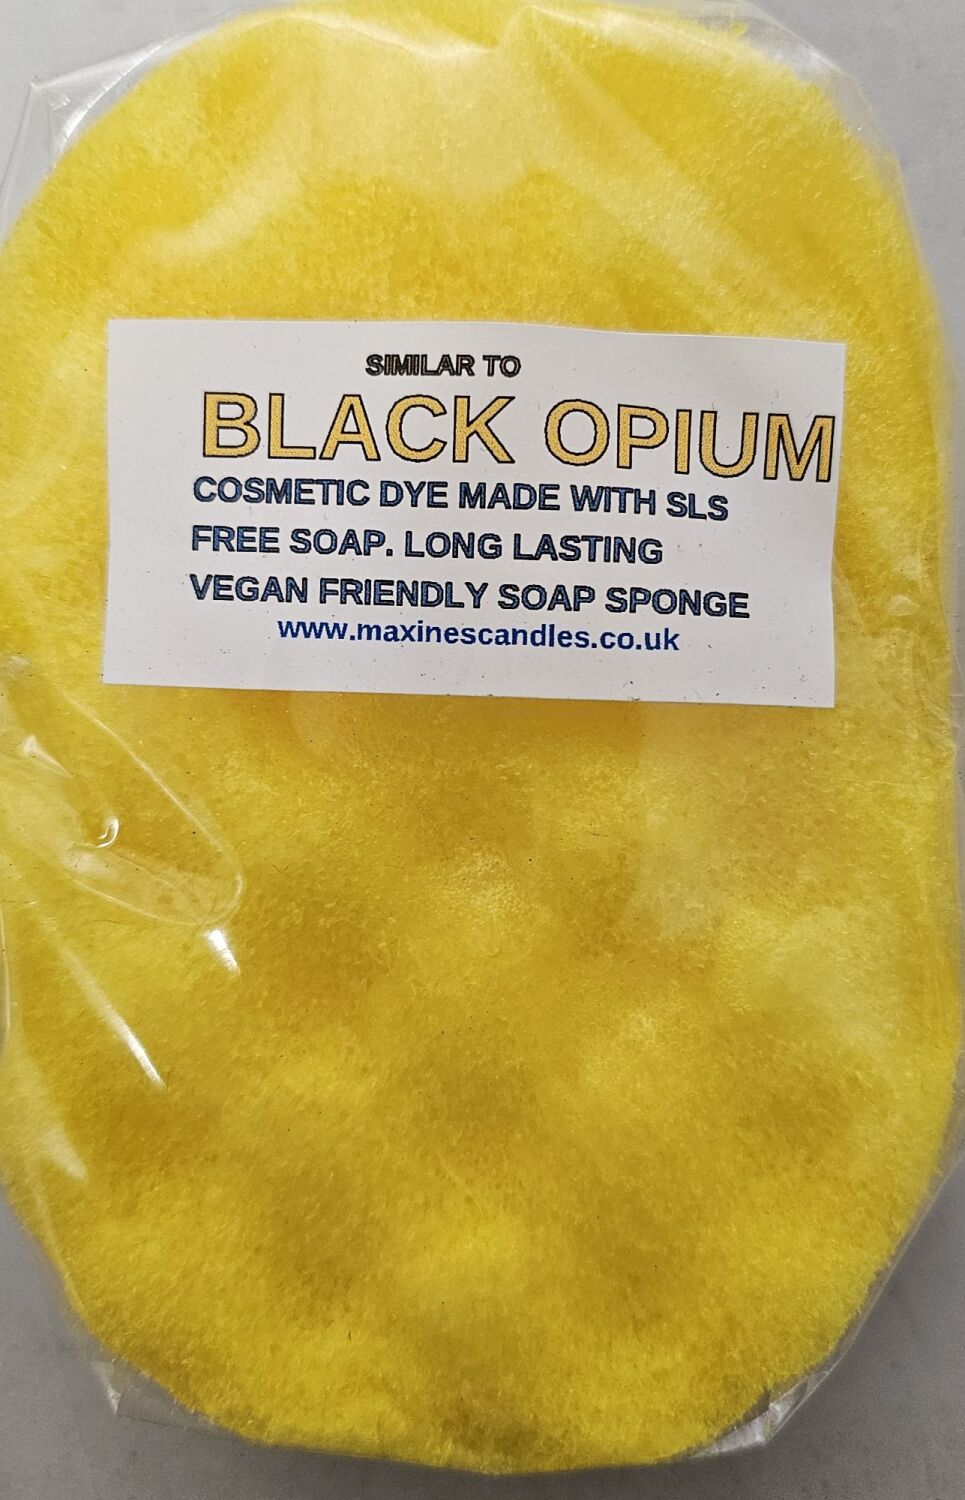 SIMILAR TO
BLACK OPIUM
COSMETIC DYE MADE WITH SLS
FREE SOAP. LONG LASTING
VEGAN FRIENDLY SOAP SPONGE
www.maxinescandles.co.uk